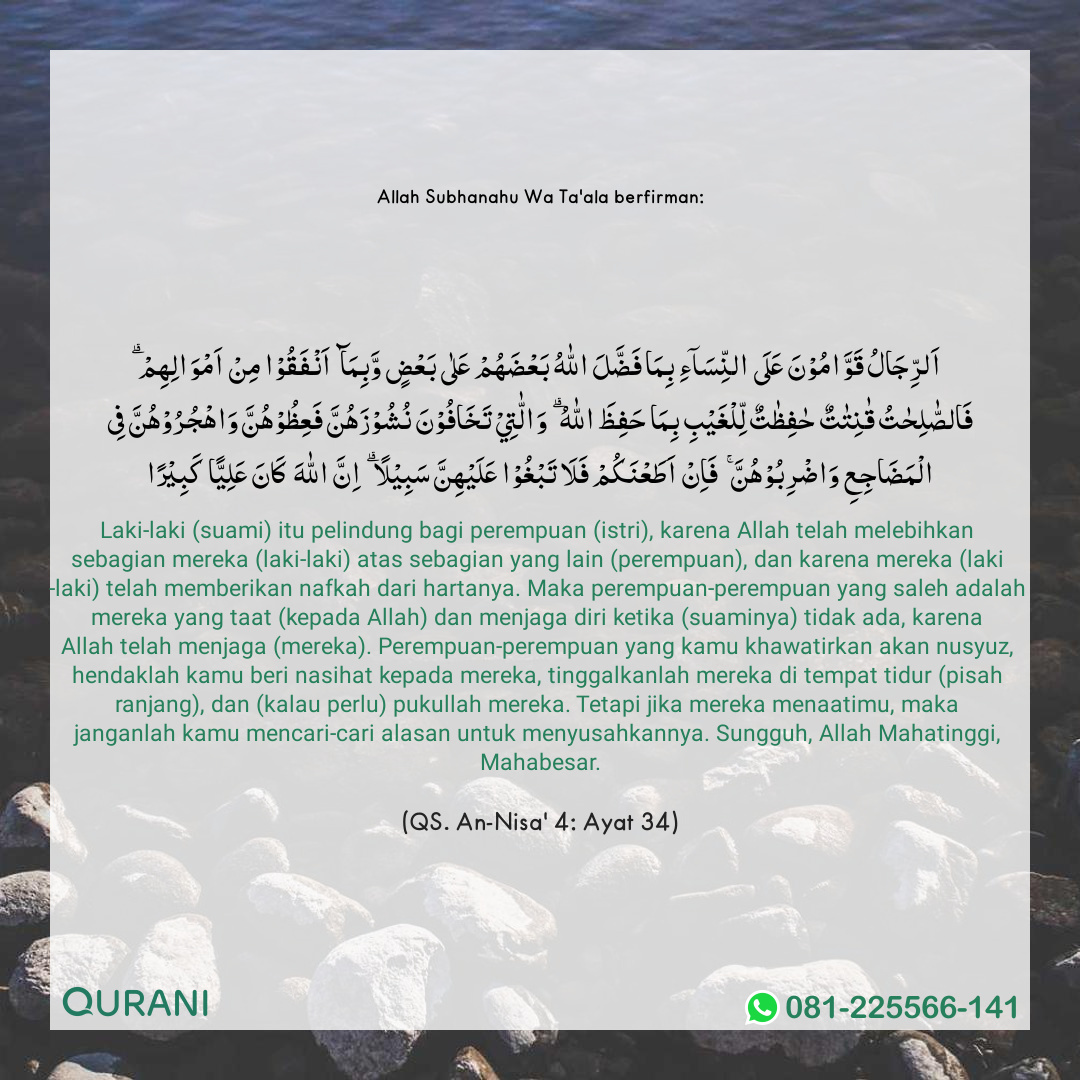 Allah Subhanahu Wa Ta'ala berfirman:
اَلرِّجَالُ قَوَّامُوْنَ عَلَى النِّسَآءِ بِمَا فَضَّلَ اللّٰهُ بَعْضَهُمْ عَلٰى بَعْضٍ وَّبِمَاۤ اَنْفَقُوْا مِنْ اَمْوَالِهِمْ ۗ
فَالصّٰلِحٰتُ قٰنِتٰتٌ حٰفِظٰتٌ لِّلْغَيْبِ بِمَا حَفِظَ اللّٰهُ ۗ وَالّٰتِيْ تَخَافُوْنَ نُشُوْزَهُنَّ فَعِظُوْهُنَّ وَاهْجُرُوْهُنَّ فِى
الْمَضَاجِعِ وَاضْرِبُوْهُنَّ ۚ فَاِنْ اَطَعْنَكُمْ فَلَا تَبْغُوْا عَلَيْهِنَّ سَبِيْلًا ۗ اِنَّ اللّٰهَ كَانَ عَلِيًّا كَبِيْرًا
Laki-laki (suami) itu pelindung bagi perempuan (istri), karena Allah telah melebihkan
sebagian mereka (laki-laki) atas sebagian yang lain (perempuan), dan karena mereka (laki
-laki) telah memberikan nafkah dari hartanya. Maka perempuan-perempuan yang saleh adalah
mereka yang taat (kepada Allah) dan menjaga diri ketika (suaminya) tidak ada, karena
Allah telah menjaga (mereka). Perempuan-perempuan yang kamu khawatirkan akan nusyuz,
hendaklah kamu beri nasihat kepada mereka, tinggalkanlah mereka di tempat tidur (pisah
ranjang), dan (kalau perlu) pukullah mereka. Tetapi jika mereka menaatimu, maka
janganlah kamu mencari-cari alasan untuk menyusahkannya. Sungguh, Allah Mahatinggi,
Mahabesar.
(QS. An-Nisa' 4: Ayat 34)
QURANI
081-225566-141